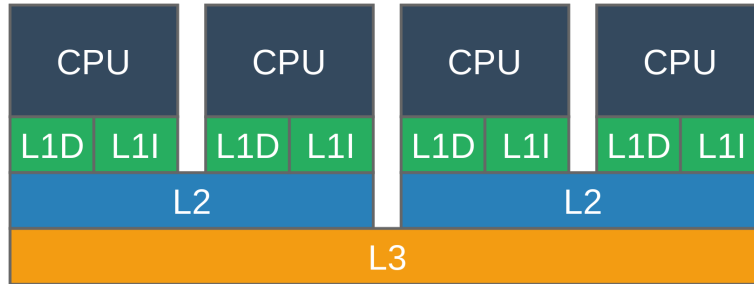 CPU CPU CPU CPU
L1D L1I L1D L1I L1D L1I L1D L1I
L2 L2
L3